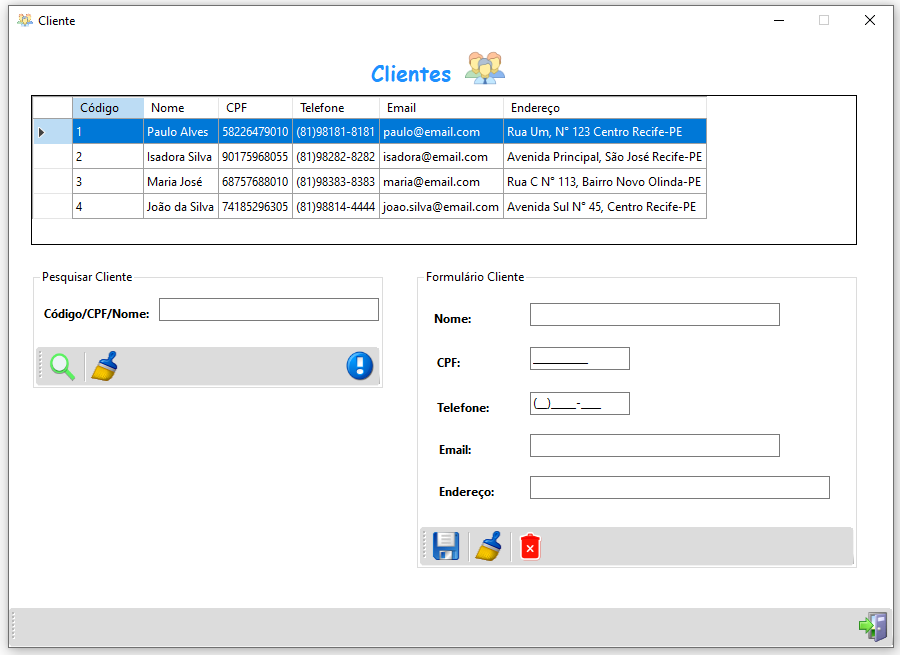 Cliente
Clientes
Código Nome CPF Telefone Email Endereço
1 Paulo Alves 58226479010 (81)98181-8181 paulo@email.com Rua Um, N° 123 Centro Recife-PE
2 Isadora Silva 90175968055 (81)98282-8282 isadora@email.com Avenida Principal, São José Recife-PE
3 Maria José 68757688010 (81)98383-8383 maria@email.com Rua C N° 113, Bairro Novo Olinda-PE
4 João da Silva 74185296305 (81)98814-4444 joao.silva@email.com Avenida Sul N° 45, Centro Recife-PE
Pesquisar Cliente
Código/CPF/Nome:
Formulário Cliente
Nome:
CPF: ___________
Telefone: (__)_____-____
Email:
Endereço: